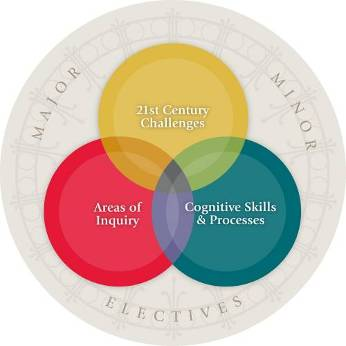 MAJOR
MINOR
21st Century
Challenges
Areas of
Inquiry
Cognitive Skills
& Processes
ELECTIVES